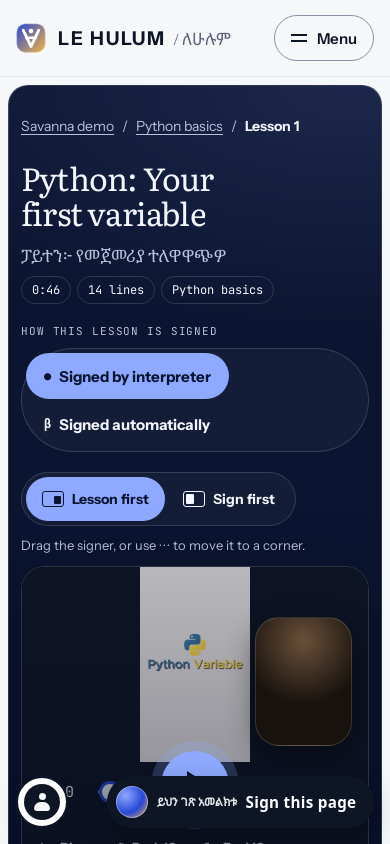 LE HULUM / ለሁሉም
Menu
Savanna demo / Python basics / Lesson 1
Python: Your
first variable
ፓይተን፦ የመጀመሪያ ተለዋዋጭዎ
0:46
14 lines
Python basics
HOW THIS LESSON IS SIGNED
Signed by interpreter
β Signed automatically
Lesson first
Sign first
Drag the signer, or use ··· to move it to a corner.
Python Variable
ይህን ገጽ አመልክቱ Sign this page